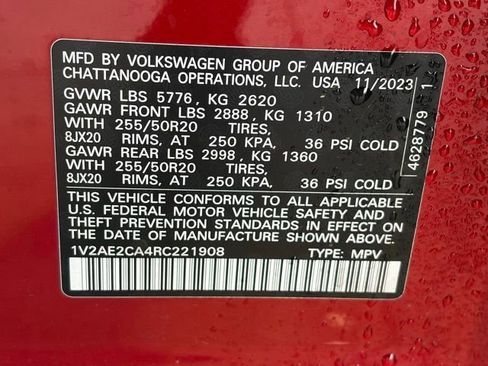 MFD BY VOLKSWAGEN GROUP OF AMERICA
CHATTANOOGA OPERATIONS, LLC. USA 11/2023
GVWR LBS 5776, KG 2620
GAWR FRONT LBS 2888, KG 1310
WITH 255/50R20 TIRES,
8JX20 RIMS, AT 250 KPA, 36 PSI COLD
GAWR REAR LBS 2998, KG 1360
WITH 255/50R20 TIRES,
8JX20 RIMS, AT 250 KPA, 36 PSI COLD
THIS VEHICLE CONFORMS TO ALL APPLICABLE
U.S. FEDERAL MOTOR VEHICLE SAFETY AND
THEFT PREVENTION STANDARDS IN EFFECT ON
THE DATE OF MANUFACTURE SHOWN ABOVE.
1V2AE2CA4RC221908 TYPE: MPV
4628779 1